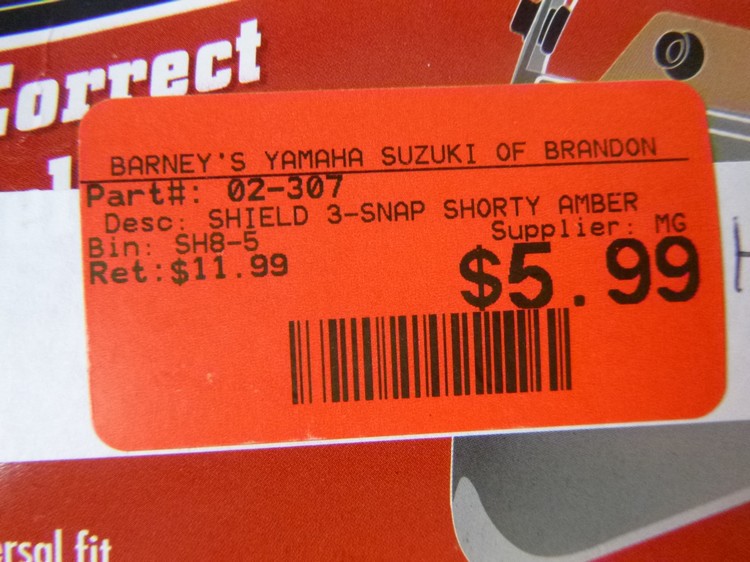 Correct
BARNEY'S YAMAHA SUZUKI OF BRANDON
Part#: 02-307
Desc: SHIELD 3-SNAP SHORTY AMBER
Supplier: MG
Bin: SH8-5
Ret:$11.99
$5.99
fit